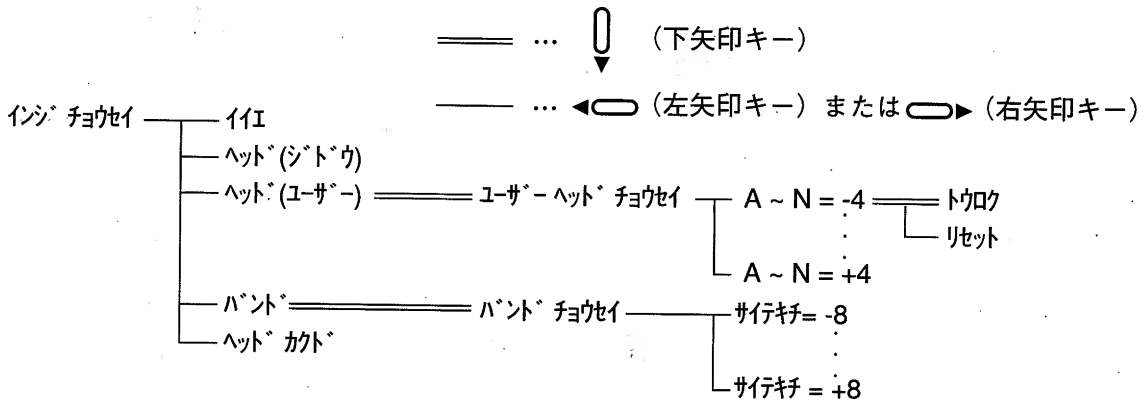 … （下矢印キー）
… （左矢印キー） または （右矢印キー）
ｲﾝｼﾞ ﾁｮｳｾｲ ｲｲｴ
ﾍｯﾄﾞ(ｼﾞﾄﾞｳ)
ﾍｯﾄﾞ(ﾕｰｻﾞｰ) ﾕｰｻﾞｰ ﾍｯﾄﾞ ﾁｮｳｾｲ A ~ N = -4 ﾄｳﾛｸ
ﾘｾｯﾄ
A ~ N = +4
ﾊﾞﾝﾄﾞ ﾊﾞﾝﾄﾞ ﾁｮｳｾｲ ｻｲﾃｷﾁ= -8
ﾍｯﾄﾞ ｶｸﾄﾞ
ｻｲﾃｷﾁ = +8